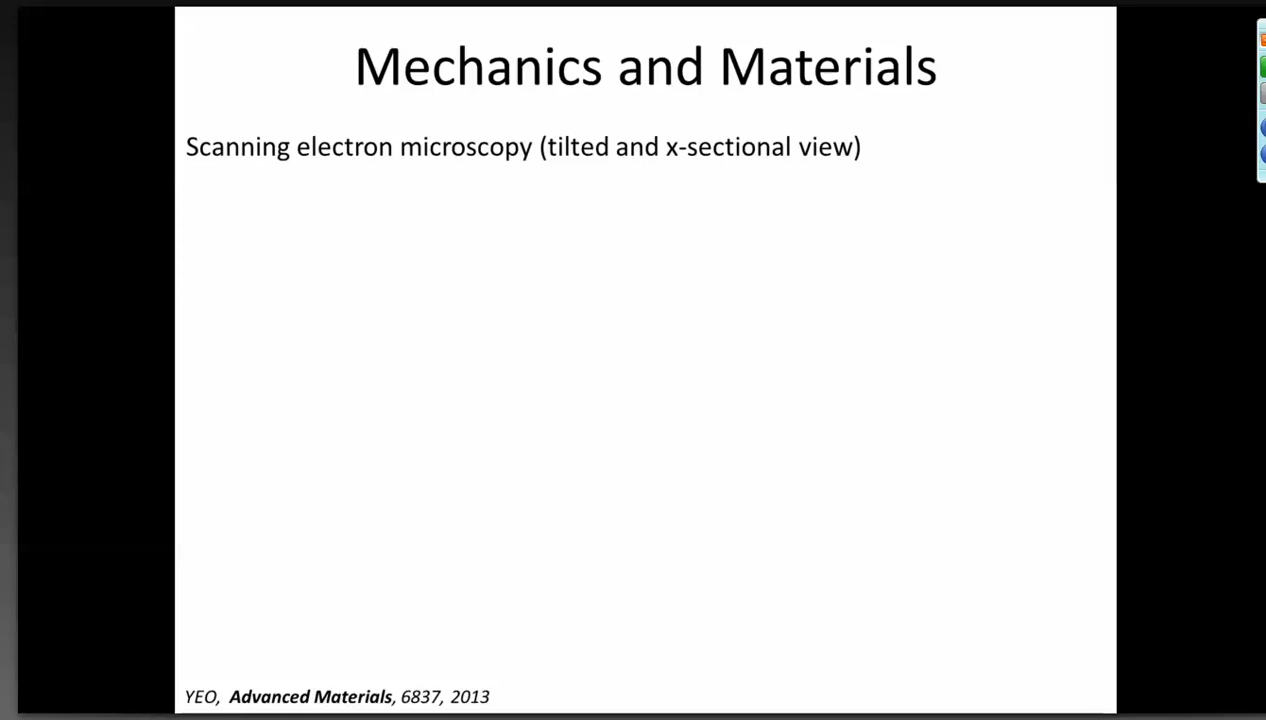 Mechanics and Materials
Scanning electron microscopy (tilted and x-sectional view)
YEO, Advanced Materials, 6837, 2013